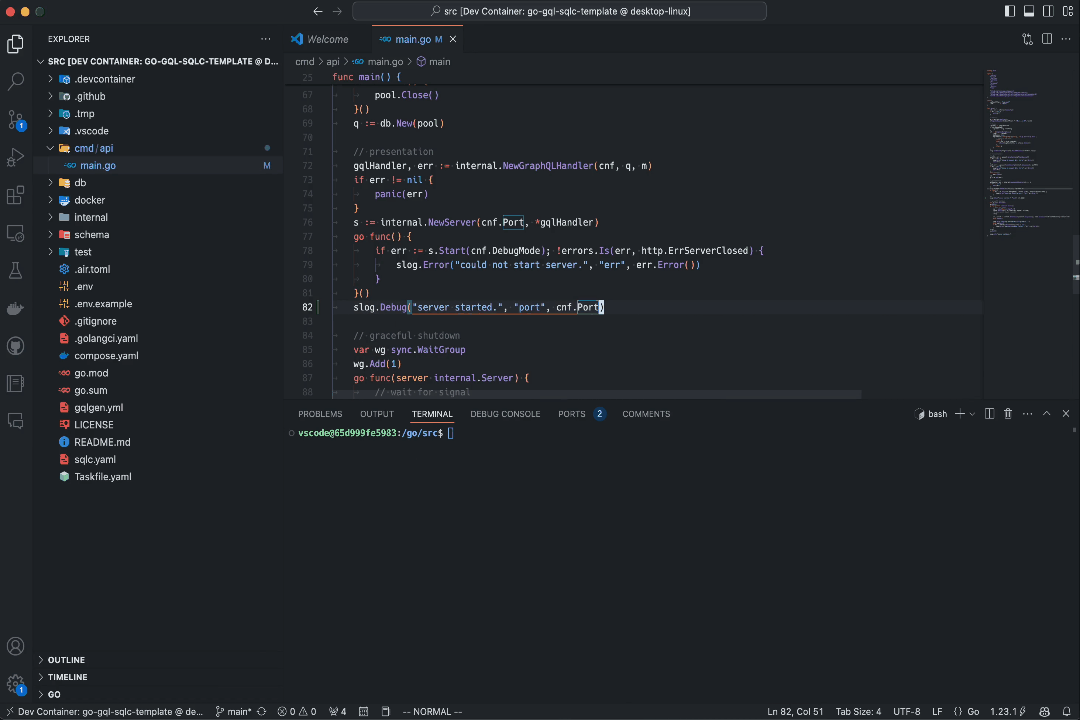 src [Dev Container: go-gql-sqlc-template @ desktop-linux]
EXPLORER
SRC [DEV CONTAINER: GO-GQL-SQLC-TEMPLATE @ D...
.devcontainer
.github
.tmp
.vscode
cmd/api
main.go M
db
docker
internal
schema
test
.air.toml
.env
.env.example
.gitignore
.golangci.yaml
compose.yaml
go.mod
go.sum
gqlgen.yml
LICENSE
README.md
sqlc.yaml
Taskfile.yaml
OUTLINE
TIMELINE
GO
1
1
Welcome
main.go M
cmd > api > main.go > main
25 func main() {
67 pool.Close()
68 }()
69 q := db.New(pool)
70
71 // presentation
72 gqlHandler, err := internal.NewGraphQLHandler(cnf, q, m)
73 if err != nil {
74 panic(err)
75 }
76 s := internal.NewServer(cnf.Port, *gqlHandler)
77 go func() {
78 if err := s.Start(cnf.DebugMode); !errors.Is(err, http.ErrServerClosed) {
79 slog.Error("could not start server.", "err", err.Error())
80 }
81 }()
82 slog.Debug("server started.", "port", cnf.Port)
83
84 // graceful shutdown
85 var wg sync.WaitGroup
86 wg.Add(1)
87 go func(server internal.Server) {
88 // wait for signal
PROBLEMS OUTPUT TERMINAL DEBUG CONSOLE PORTS 2 COMMENTS
bash
vscode@65d999fe5983:/go/src$
Dev Container: go-gql-sqlc-template @ de... main* 0 0 4 -- NORMAL -- Ln 82, Col 51 Tab Size: 4 UTF-8 LF {} Go 1.23.1